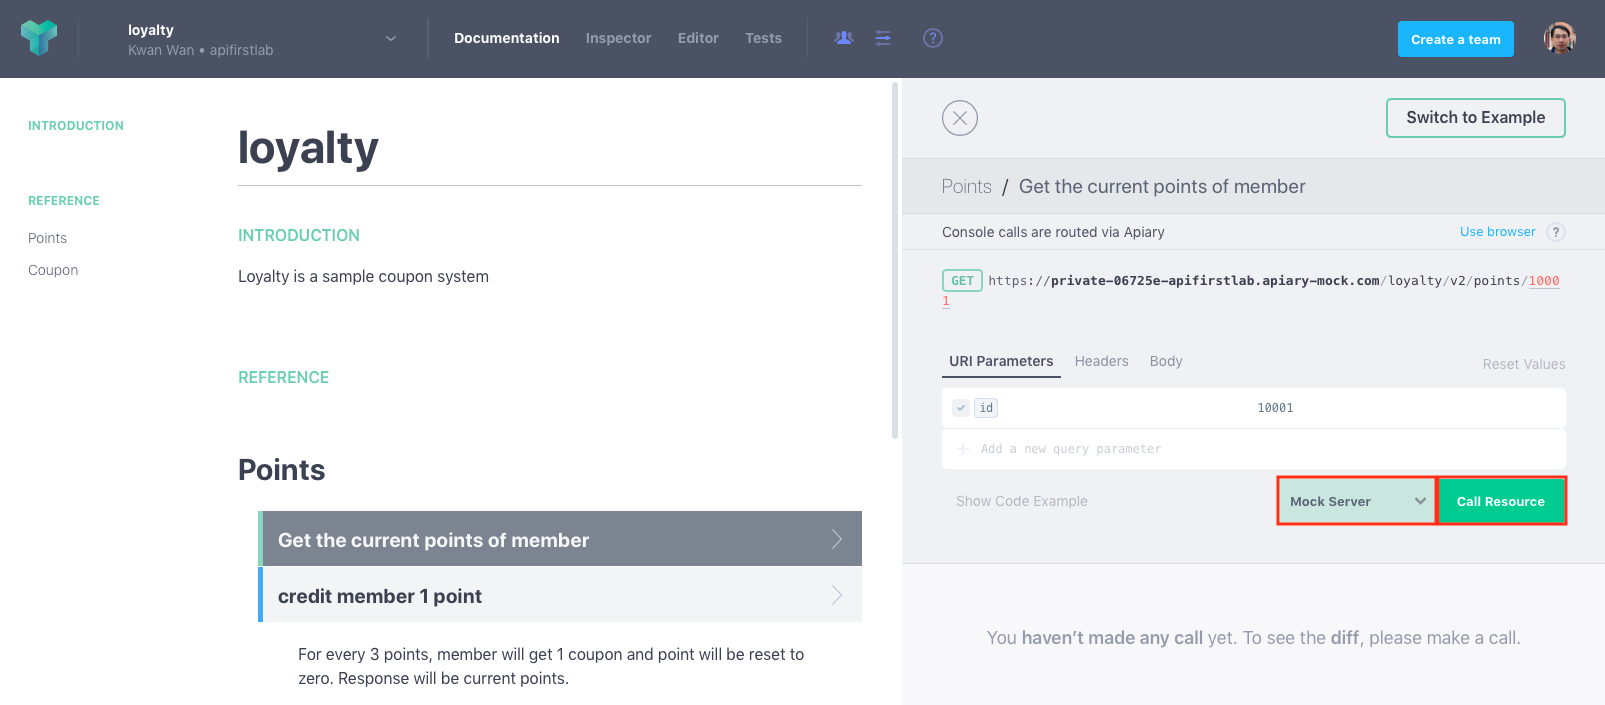 loyalty
Kwan Wan • apifirstlab
Documentation
Inspector
Editor
Tests
?
Create a team
INTRODUCTION
REFERENCE
Points
Coupon
loyalty
INTRODUCTION
Loyalty is a sample coupon system
REFERENCE
Points
Get the current points of member
credit member 1 point
For every 3 points, member will get 1 coupon and point will be reset to
zero. Response will be current points.
Switch to Example
Points / Get the current points of member
Console calls are routed via Apiary
Use browser ?
GET https://private-06725e-apifirstlab.apiary-mock.com/loyalty/v2/points/1000
1
URI Parameters
Headers
Body
Reset Values
id
10001
Add a new query parameter
Show Code Example
Mock Server
Call Resource
You haven't made any call yet. To see the diff, please make a call.